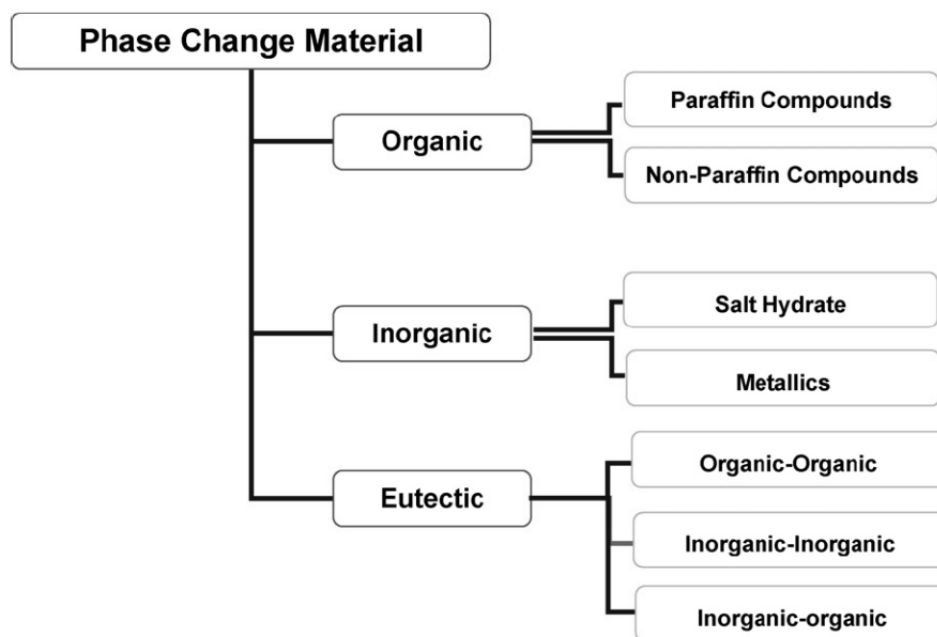 Phase Change Material
Organic
Paraffin Compounds
Non-Paraffin Compounds
Inorganic
Salt Hydrate
Metallics
Eutectic
Organic-Organic
Inorganic-Inorganic
Inorganic-organic